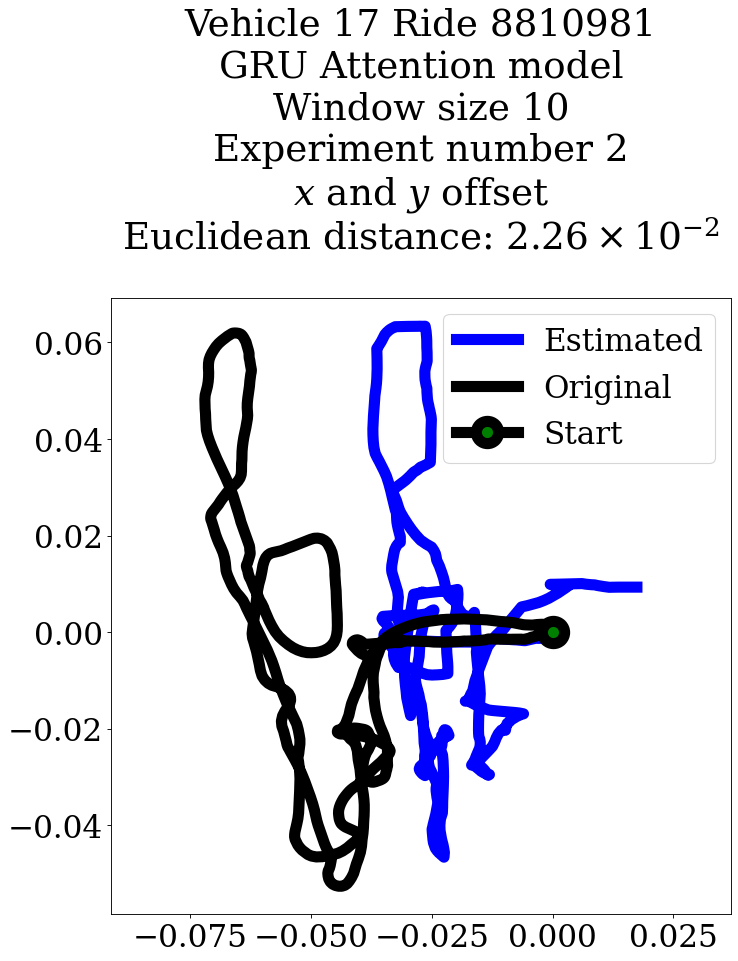 Vehicle 17 Ride 8810981
GRU Attention model
Window size 10
Experiment number 2
x and y offset
Euclidean distance: 2.26 × 10⁻²
Estimated
Original
Start
0.06
0.04
0.02
0.00
−0.02
−0.04
−0.075 −0.050 −0.025 0.000 0.025